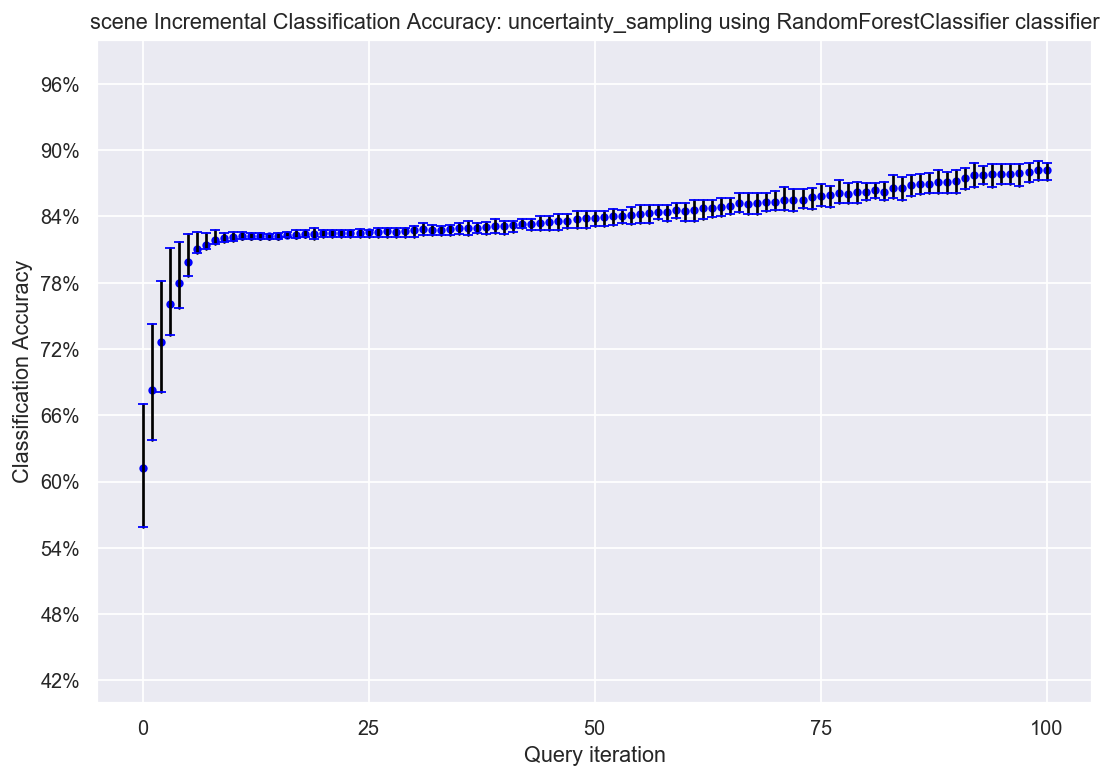 scene Incremental Classification Accuracy: uncertainty_sampling using RandomForestClassifier classifier
96%
90%
84%
78%
72%
66%
60%
54%
48%
42%
Classification Accuracy
0 25 50 75 100
Query iteration